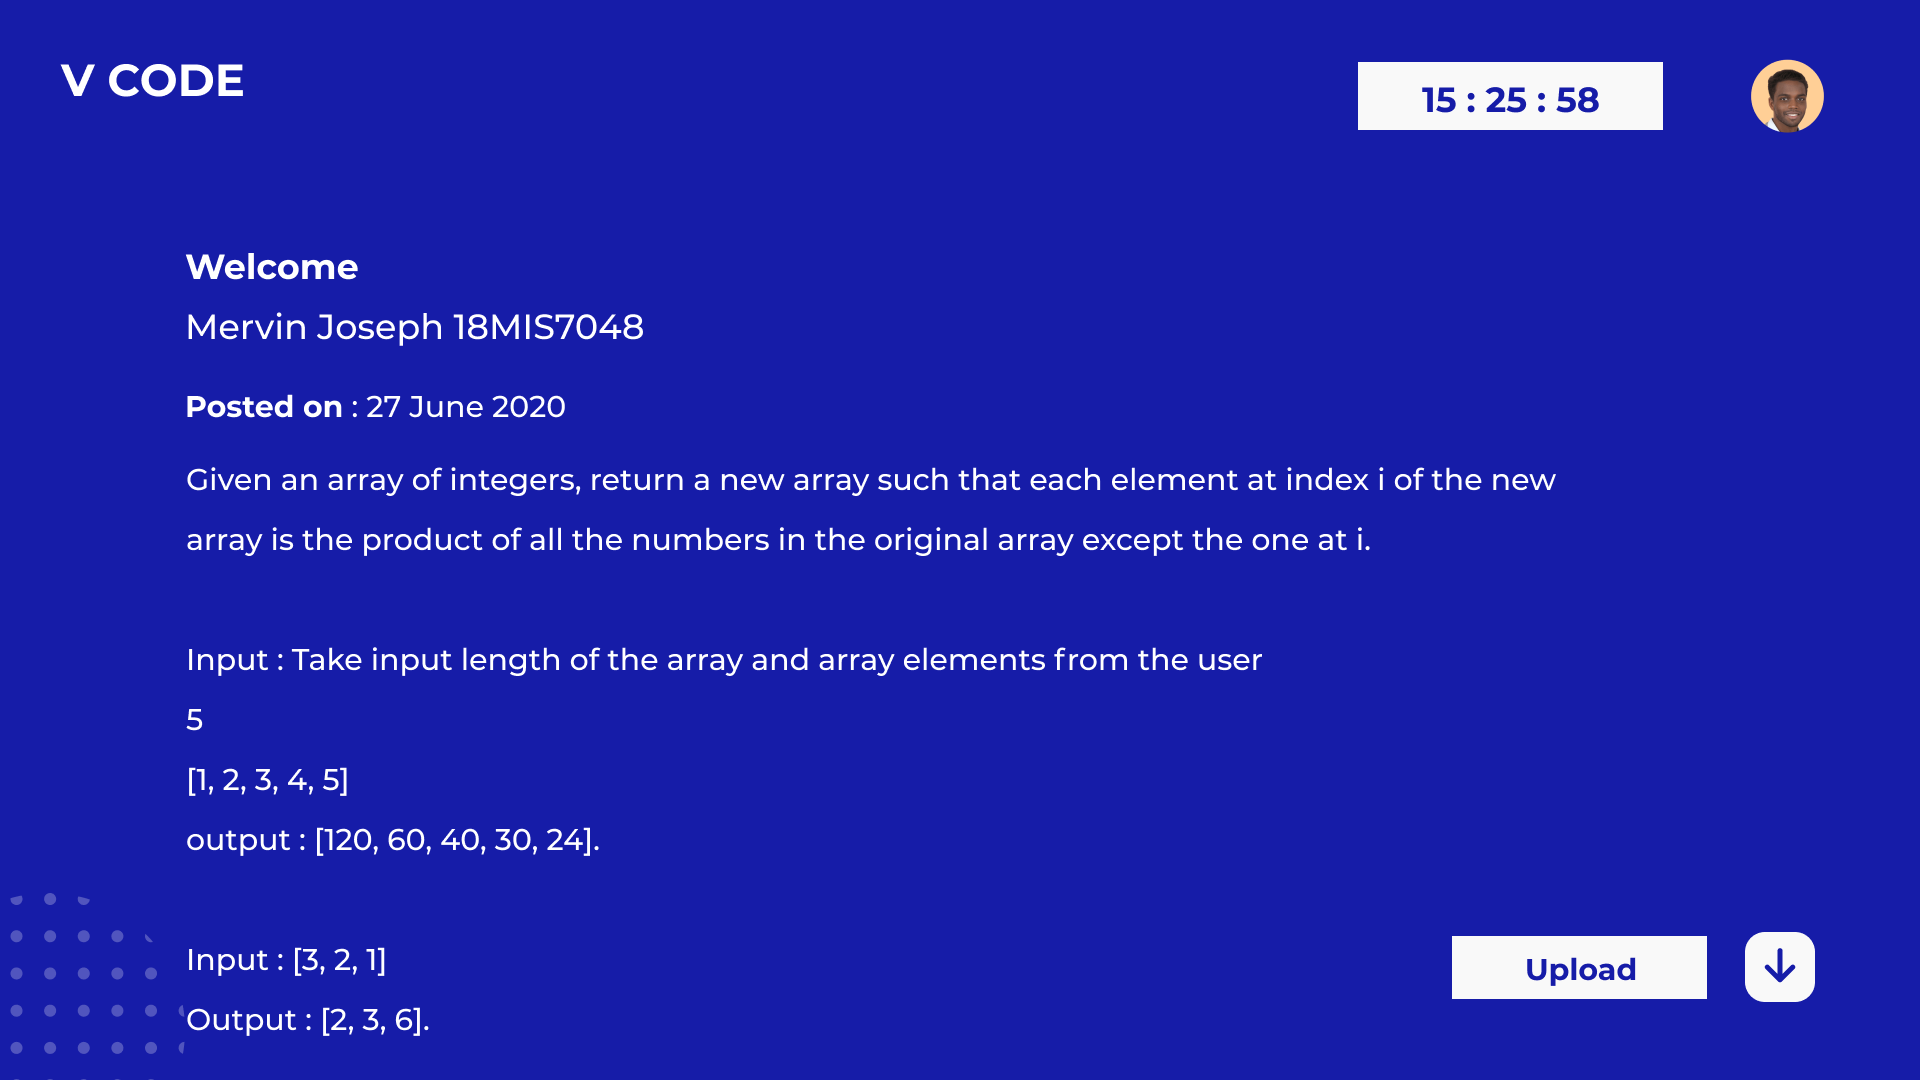 V CODE
15 : 25 : 58
Welcome
Mervin Joseph 18MIS7048
Posted on : 27 June 2020
Given an array of integers, return a new array such that each element at index i of the new
array is the product of all the numbers in the original array except the one at i.
Input : Take input length of the array and array elements from the user
5
[1, 2, 3, 4, 5]
output : [120, 60, 40, 30, 24].
Input : [3, 2, 1]
Output : [2, 3, 6].
Upload